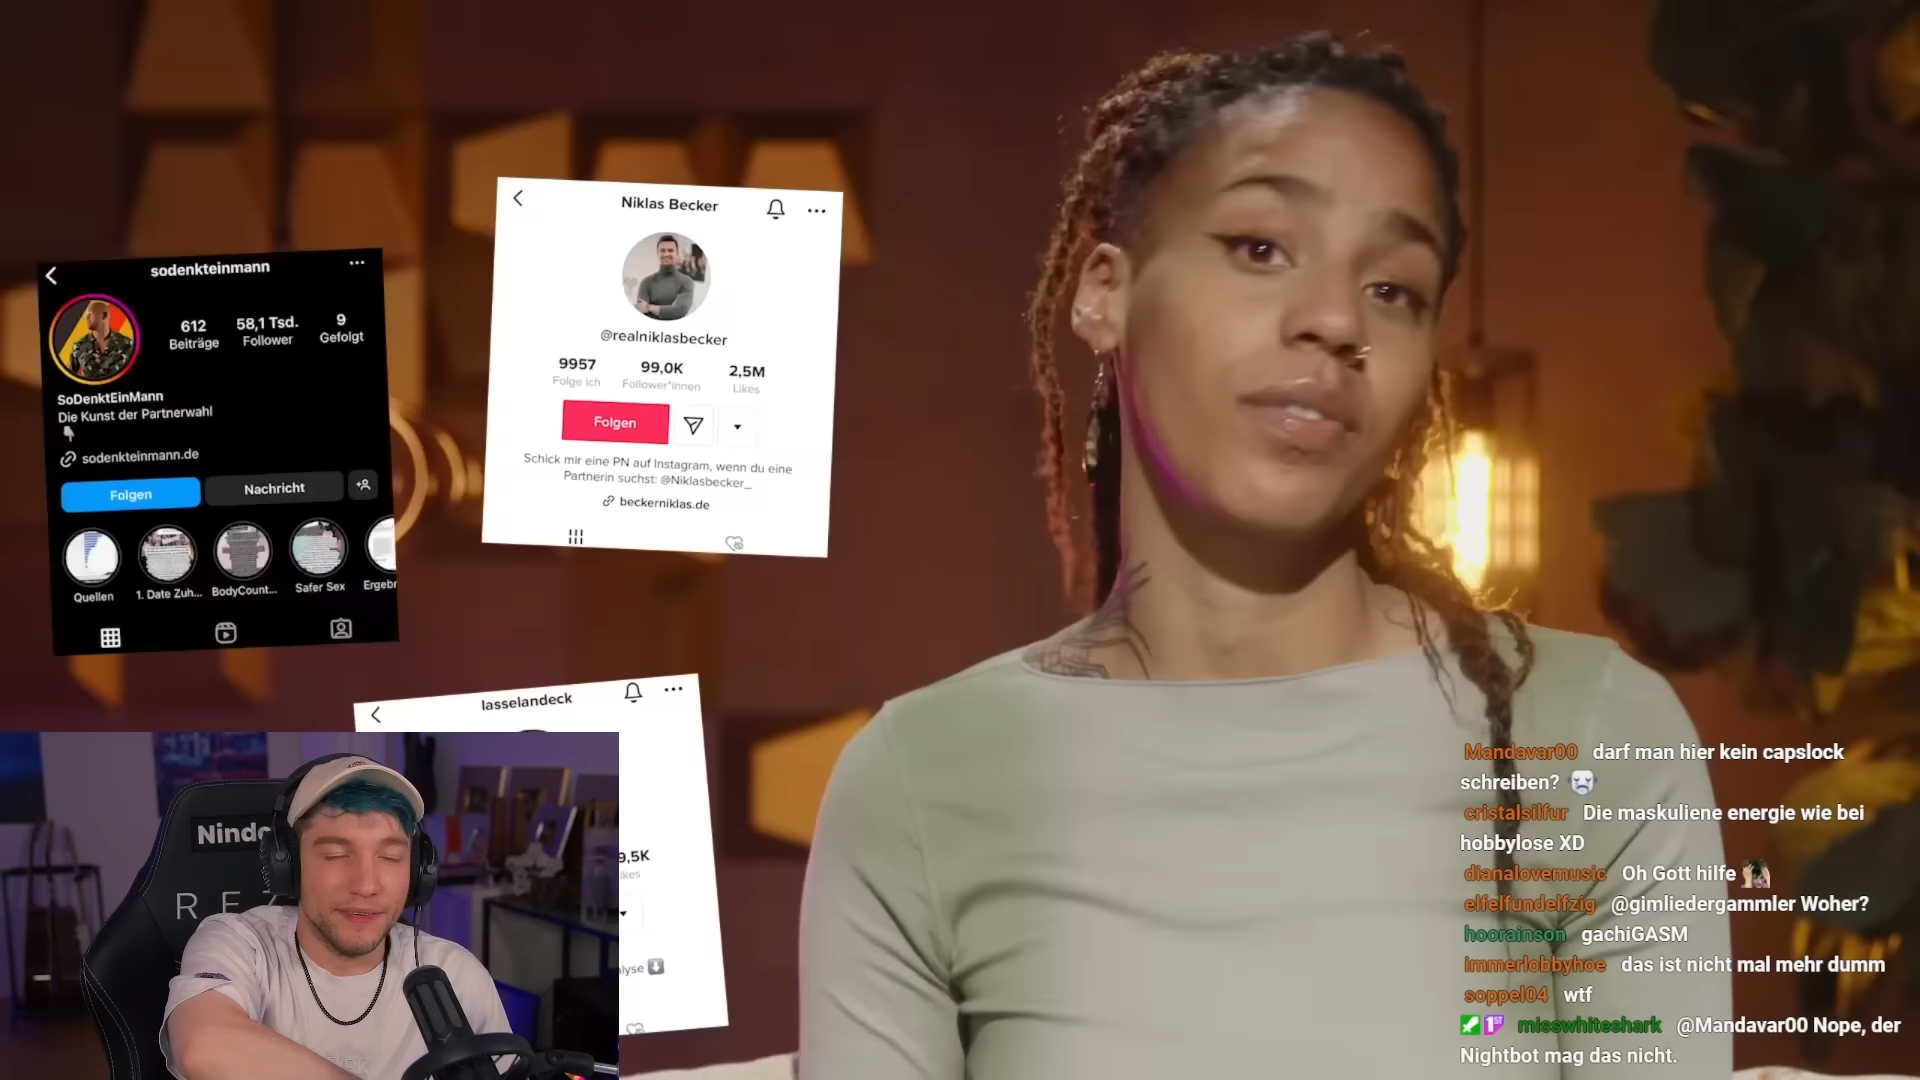 sodenkteinmann
612
58,1 Tsd.
9
Beiträge
Follower
Gefolgt
SoDenktEinMann
Die Kunst der Partnerwahl
sodenkteinmann.de
Folgen
Nachricht
Quellen
1. Date Zuh...
BodyCount...
Safer Sex
Ergebr
Niklas Becker
@realniklasbecker
9957
99,0K
2,5M
Folge ich
Follower*innen
Likes
Folgen
Schick mir eine PN auf Instagram, wenn du eine
Partnerin suchst: @Niklasbecker_
beckerniklas.de
lasselandeck
9,5K
ikes
lyse
Nindo
REZ
Mandavar00 darf man hier kein capslock
schreiben?
cristalsilfur Die maskuliene energie wie bei
hobbylose XD
dianalovemusic Oh Gott hilfe
elfelfundelfzig @gimliedergammler Woher?
hoorainson gachiGASM
immerlobbyhoe das ist nicht mal mehr dumm
soppel04 wtf
1ST misswhiteshark @Mandavar00 Nope, der
Nightbot mag das nicht.